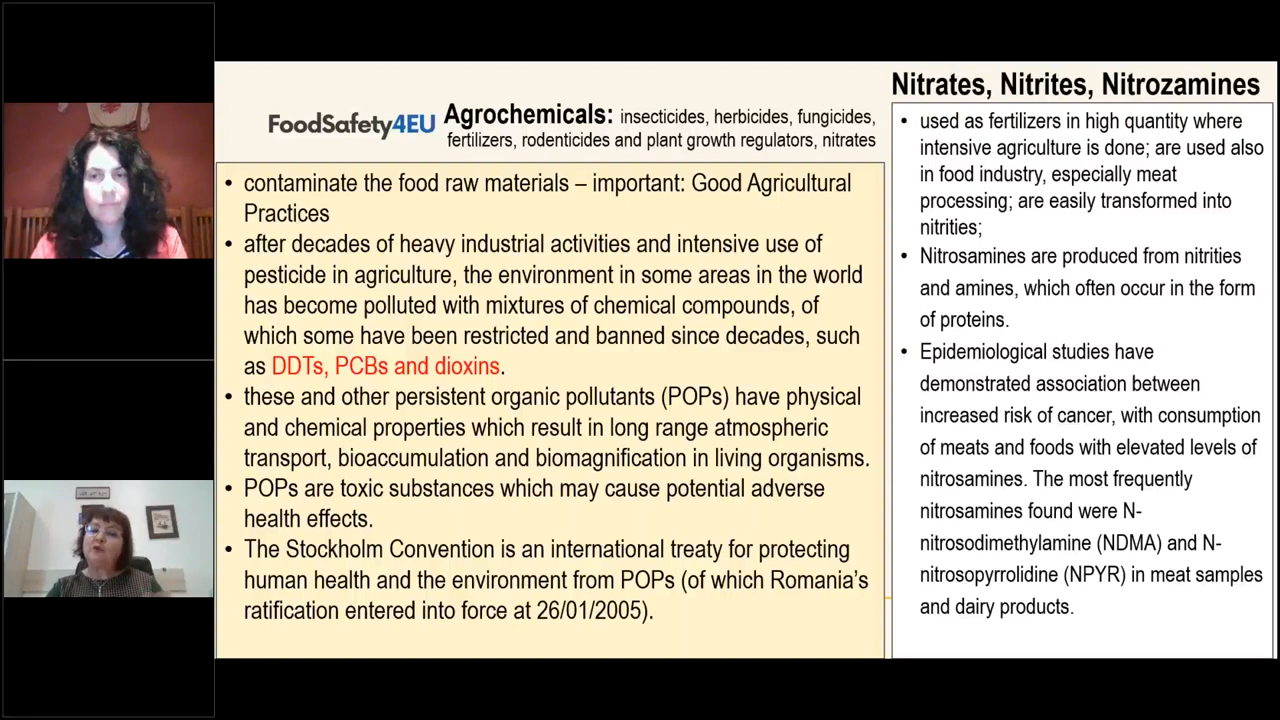 FoodSafety4EU
Agrochemicals: insecticides, herbicides, fungicides,
fertilizers, rodenticides and plant growth regulators, nitrates
• contaminate the food raw materials – important: Good Agricultural
Practices
• after decades of heavy industrial activities and intensive use of
pesticide in agriculture, the environment in some areas in the world
has become polluted with mixtures of chemical compounds, of
which some have been restricted and banned since decades, such
as DDTs, PCBs and dioxins.
• these and other persistent organic pollutants (POPs) have physical
and chemical properties which result in long range atmospheric
transport, bioaccumulation and biomagnification in living organisms.
• POPs are toxic substances which may cause potential adverse
health effects.
• The Stockholm Convention is an international treaty for protecting
human health and the environment from POPs (of which Romania's
ratification entered into force at 26/01/2005).
Nitrates, Nitrites, Nitrozamines
• used as fertilizers in high quantity where
intensive agriculture is done; are used also
in food industry, especially meat
processing; are easily transformed into
nitrities;
• Nitrosamines are produced from nitrities
and amines, which often occur in the form
of proteins.
• Epidemiological studies have
demonstrated association between
increased risk of cancer, with consumption
of meats and foods with elevated levels of
nitrosamines. The most frequently
nitrosamines found were N-
nitrosodimethylamine (NDMA) and N-
nitrosopyrrolidine (NPYR) in meat samples
and dairy products.